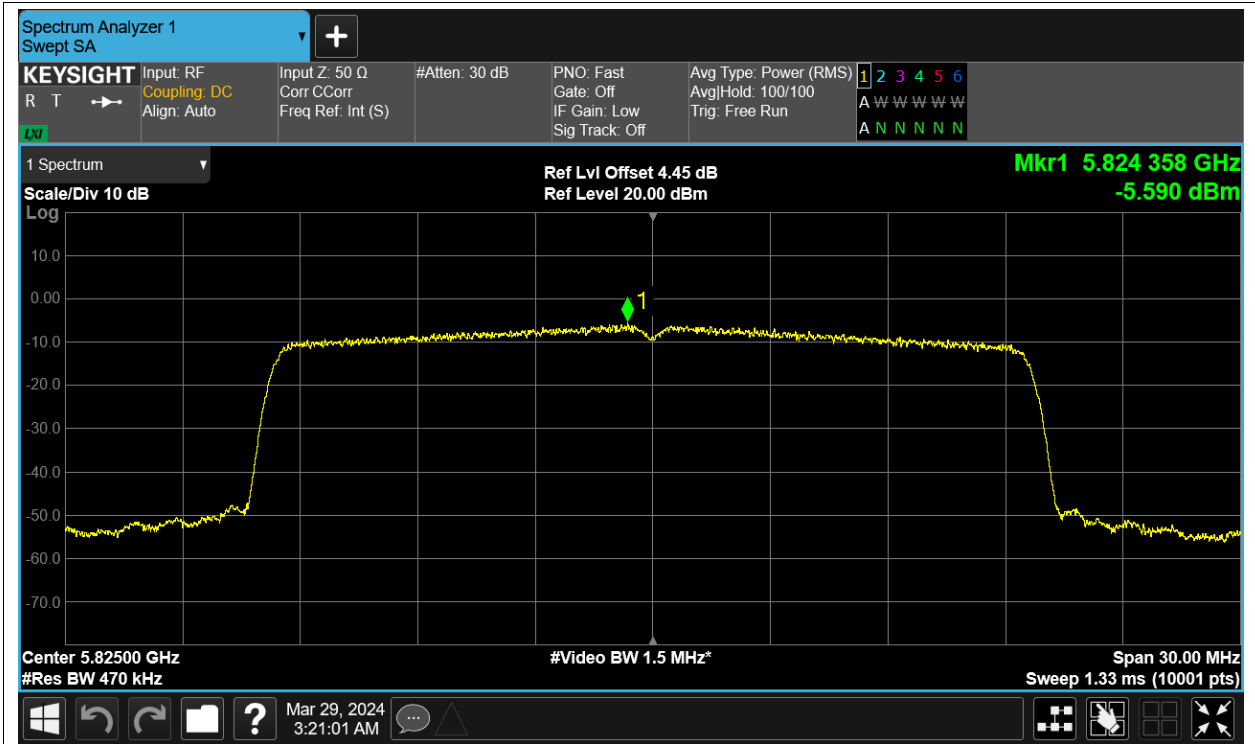 Spectrum Analyzer 1
Swept SA
+
KEYSIGHT
R T
LXI
Input: RF
Coupling: DC
Align: Auto
Input Z: 50 Ω
Corr CCorr
Freq Ref: Int (S)
#Atten: 30 dB
PNO: Fast
Gate: Off
IF Gain: Low
Sig Track: Off
Avg Type: Power (RMS)
Avg|Hold: 100/100
Trig: Free Run
1 2 3 4 5 6
A W W W W W
A N N N N N
1 Spectrum
Scale/Div 10 dB
Log
Ref Lvl Offset 4.45 dB
Ref Level 20.00 dBm
Mkr1 5.824 358 GHz
-5.590 dBm
10.0
0.00
-10.0
-20.0
-30.0
-40.0
-50.0
-60.0
-70.0
1
Center 5.82500 GHz
#Res BW 470 kHz
#Video BW 1.5 MHz*
Span 30.00 MHz
Sweep 1.33 ms (10001 pts)
?
Mar 29, 2024
3:21:01 AM